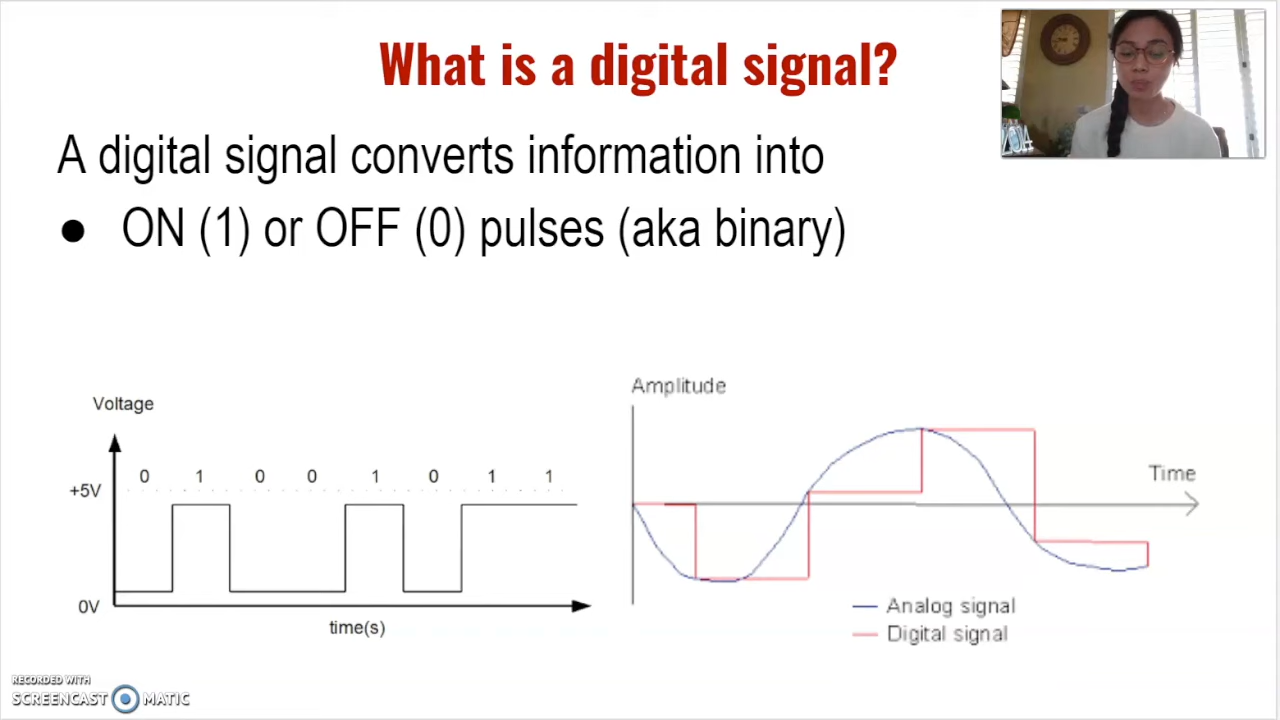 What is a digital signal?
A digital signal converts information into
● ON (1) or OFF (0) pulses (aka binary)
Voltage
+5V
0 1 0 0 1 0 1 1
0V
time(s)
Amplitude
Time
Analog signal
Digital signal
RECORDED WITH
SCREENCAST MATIC